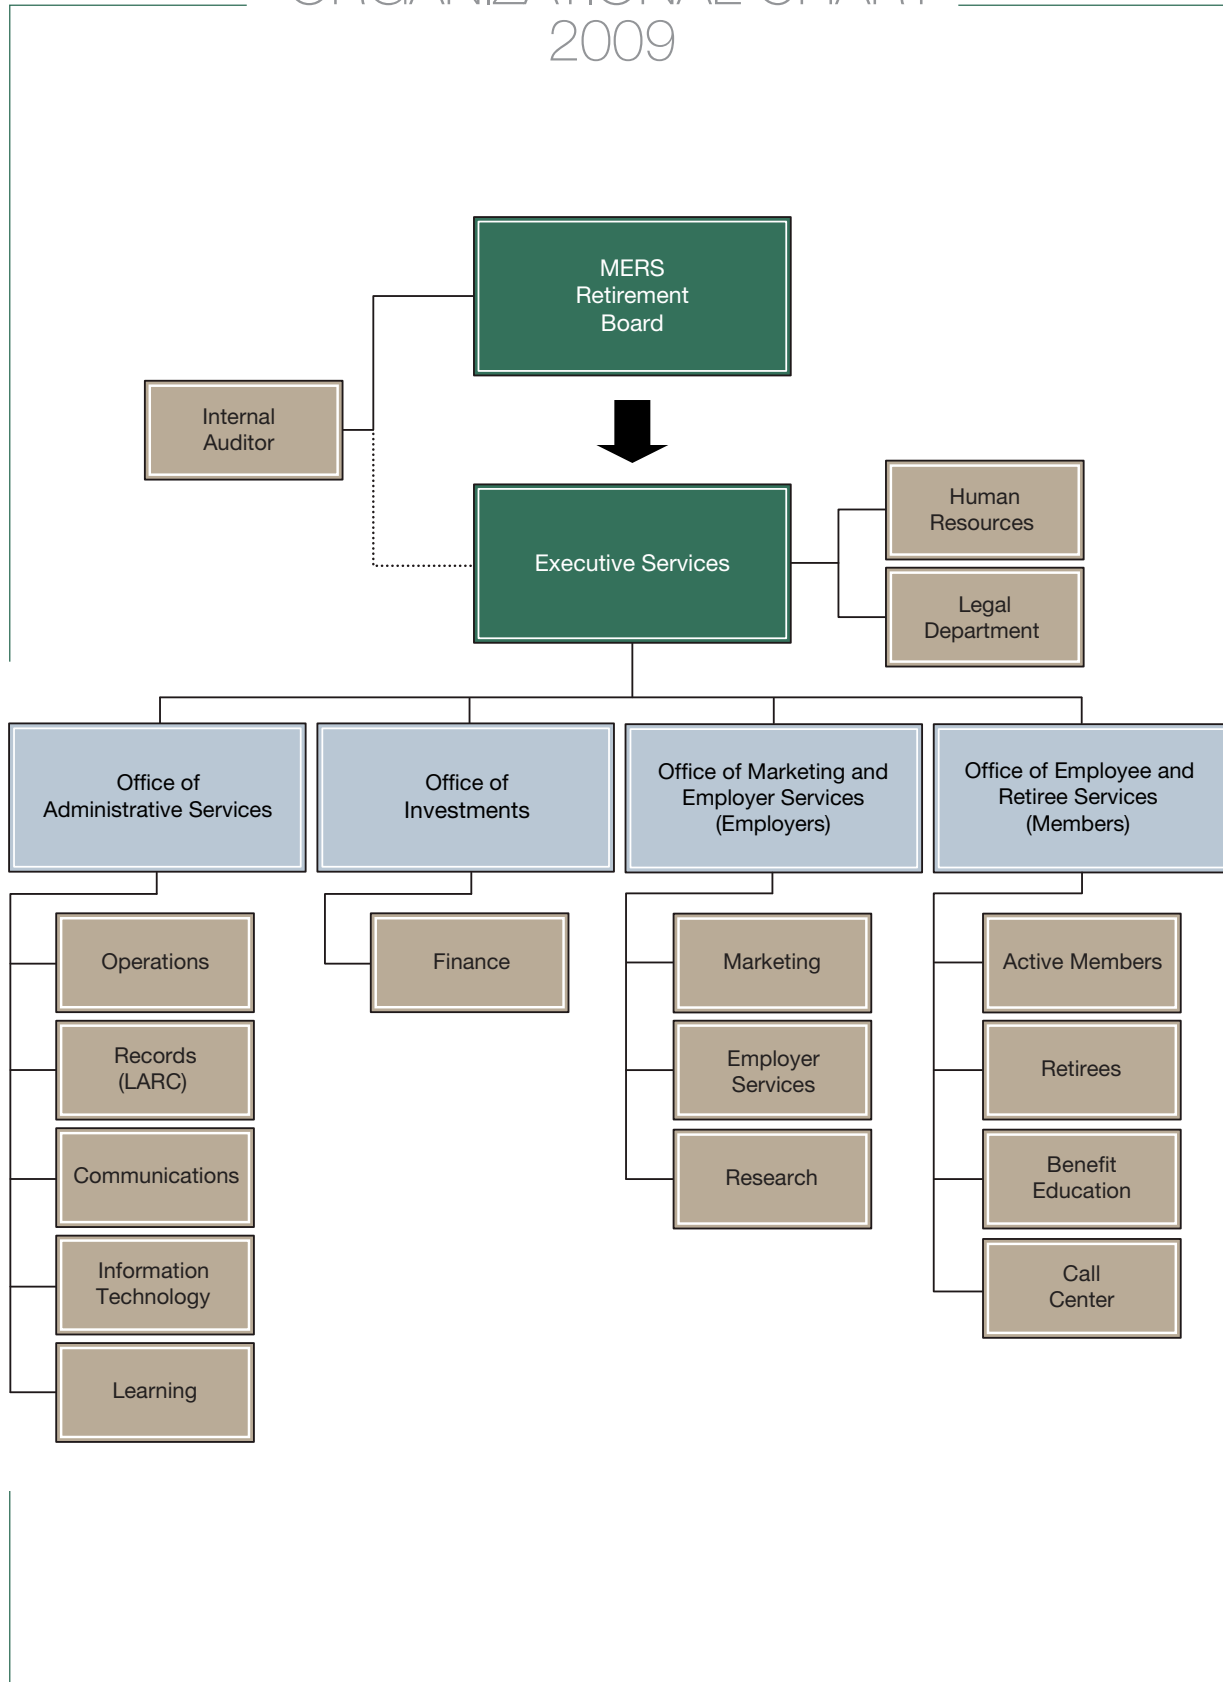 ORGANIZATIONAL CHART
2009
MERS
Retirement
Board
Internal
Auditor
Human
Resources
Executive Services
Legal
Department
Office of
Administrative Services
Office of
Investments
Office of Marketing and
Employer Services
(Employers)
Office of Employee and
Retiree Services
(Members)
Operations
Records
(LARC)
Communications
Information
Technology
Learning
Finance
Marketing
Employer
Services
Research
Active Members
Retirees
Benefit
Education
Call
Center